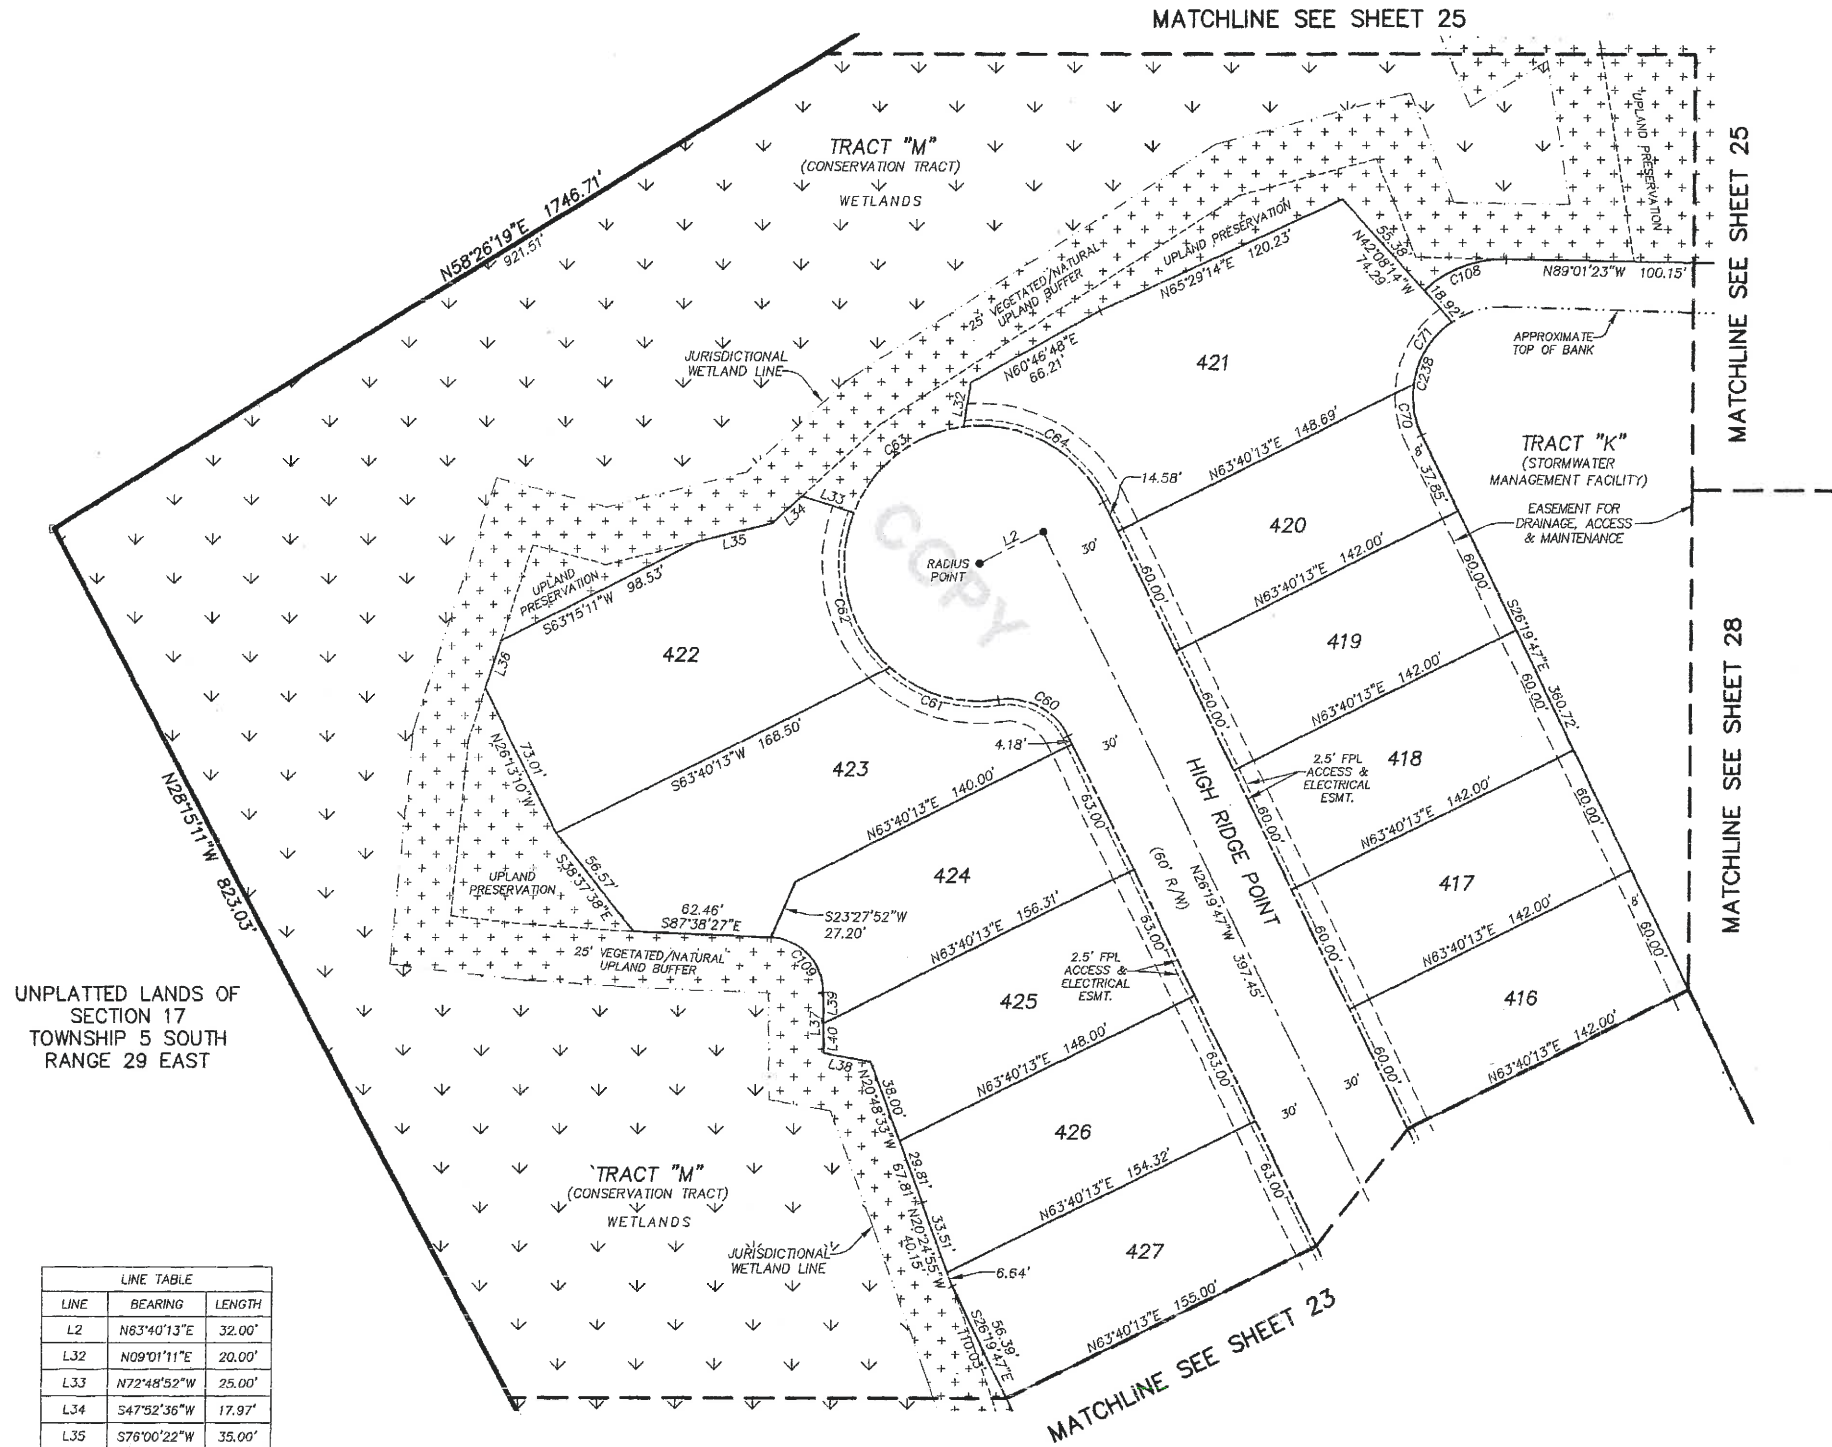 MATCHLINE SEE SHEET 25
TRACT "M"
(CONSERVATION TRACT)
WETLANDS
N58°26'19"E 1746.71'
921.51'
UPLAND PRESERVATION
MATCHLINE SEE SHEET 25
25' VEGETATED/NATURAL
UPLAND BUFFER
UPLAND PRESERVATION
N65°29'14"E 120.23'
55.38'
N42°08'14"W
74.29'
18.92'
C108
N89°01'23"W 100.15'
APPROXIMATE
TOP OF BANK
JURISDICTIONAL
WETLAND LINE
N60°46'48"E
66.21'
421
C71
C238
C70
L32
C63
C64
N63°40'13"E 148.69'
8'
37.85'
TRACT "K"
(STORMWATER
MANAGEMENT FACILITY)
EASEMENT FOR
DRAINAGE, ACCESS
& MAINTENANCE
14.58'
L33
L34
L35
COPY
L2
RADIUS
POINT
30'
420
N63°40'13"E 142.00'
60.00'
60.00'
UPLAND
PRESERVATION
S63°15'11"W 98.53'
L36
422
C62
C61
C60
419
N63°40'13"E 142.00'
60.00'
60.00'
S26°19'47"E
360.72'
MATCHLINE SEE SHEET 28
73.01'
N26°13'10"W
S63°40'13"W 168.50'
4.18'
30'
423
N63°40'13"E 140.00'
HIGH RIDGE POINT
(60' R/W)
N26°19'47"W 397.45'
2.5' FPL
ACCESS &
ELECTRICAL
ESMT.
418
N63°40'13"E 142.00'
60.00'
60.00'
N28°15'11"W 823.03'
56.57'
S38°37'38"E
UPLAND
PRESERVATION
62.46'
S87°38'27"E
S23°27'52"W
27.20'
424
63.00'
N63°40'13"E 156.31'
417
N63°40'13"E 142.00'
60.00'
8'
60.00'
25' VEGETATED/NATURAL
UPLAND BUFFER
C109
L39
L37
L40
L38
63.00'
2.5' FPL
ACCESS &
ELECTRICAL
ESMT.
425
N63°40'13"E 148.00'
416
N63°40'13"E 142.00'
60.00'
UNPLATTED LANDS OF
SECTION 17
TOWNSHIP 5 SOUTH
RANGE 29 EAST
38.00'
N20°48'33"W
67.81'
29.81'
63.00'
30'
30'
426
N63°40'13"E 154.32'
TRACT "M"
(CONSERVATION TRACT)
WETLANDS
JURISDICTIONAL
WETLAND LINE
33.51'
N20°24'55"W
40.15'
6.64'
63.00'
427
N63°40'13"E 155.00'
56.39'
S26°19'47"E
110.03'
MATCHLINE SEE SHEET 23
LINE TABLE
LINE BEARING LENGTH
L2 N63°40'13"E 32.00'
L32 N09°01'11"E 20.00'
L33 N72°48'52"W 25.00'
L34 S47°52'36"W 17.97'
L35 S76°00'22"W 35.00'